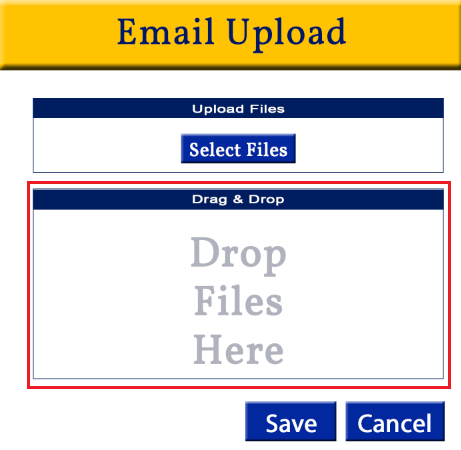 Email Upload
Upload Files
Select Files
Drag & Drop
Drop
Files
Here
Save Cancel